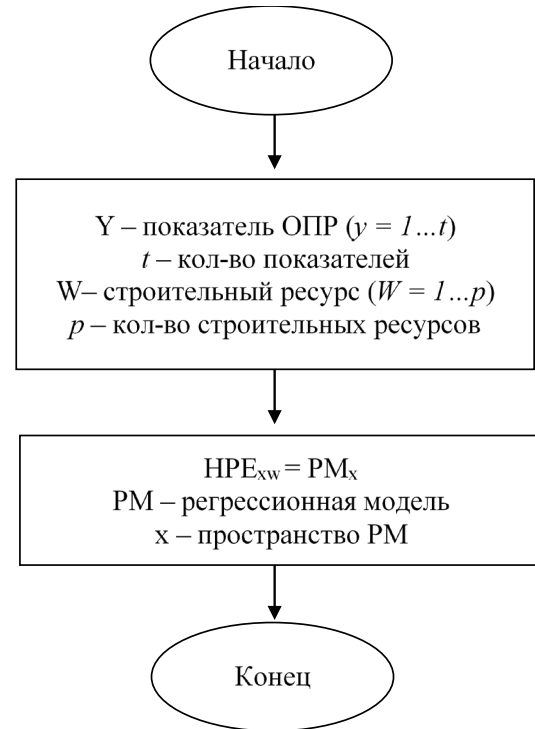 Начало
Y – показатель ОПР (y = 1...t)
t – кол-во показателей
W– строительный ресурс (W = 1...p)
p – кол-во строительных ресурсов
НРЕxw = РМx
РМ – регрессионная модель
х – пространство РМ
Конец